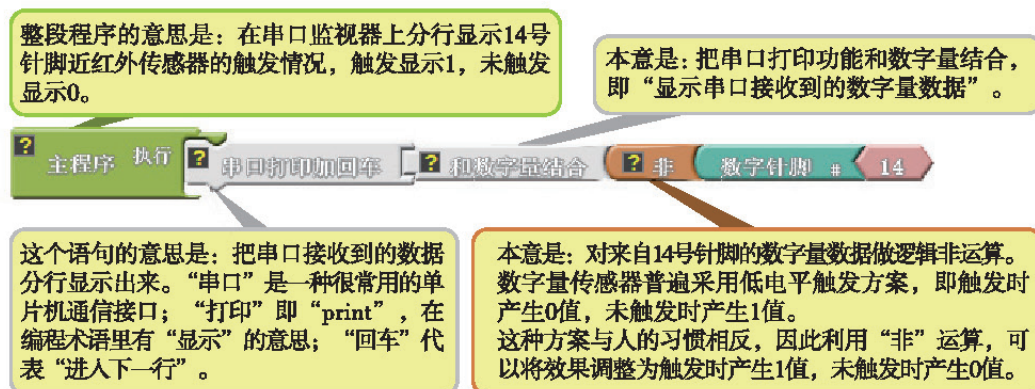 整段程序的意思是：在串口监视器上分行显示14号
针脚近红外传感器的触发情况，触发显示1，未触发
显示0。
本意是：把串口打印功能和数字量结合，
即“显示串口接收到的数字量数据”。
? 主程序 执行 ? 串口打印加回车 ? 和数字量结合 ? 非 数字针脚 # 14
这个语句的意思是：把串口接收到的数据
分行显示出来。“串口”是一种很常用的单
片机通信接口；“打印”即“print”，在
编程术语里有“显示”的意思；“回车”代
表“进入下一行”。
本意是：对来自14号针脚的数字量数据做逻辑非运算。
数字量传感器普遍采用低电平触发方案，即触发时
产生0值，未触发时产生1值。
这种方案与人的习惯相反，因此利用“非”运算，可
以将效果调整为触发时产生1值，未触发时产生0值。